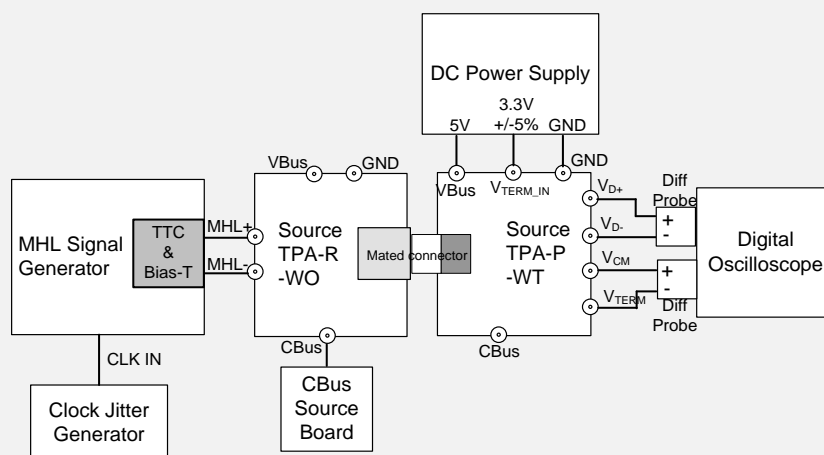 DC Power Supply
3.3V
5V
+/-5%
GND
VBus
GND
GND
VBus
VTERM_IN
VD+
Diff
Probe
MHL Signal
Generator
TTC
&
Bias-T
MHL+
MHL-
Source
TPA-R
-WO
Mated connector
Source
TPA-P
-WT
VD-
VCM
VTERM
+
-
+
-
Diff
Probe
Digital
Oscilloscope
CBus
CBus
CLK IN
Clock Jitter
Generator
CBus
Source
Board